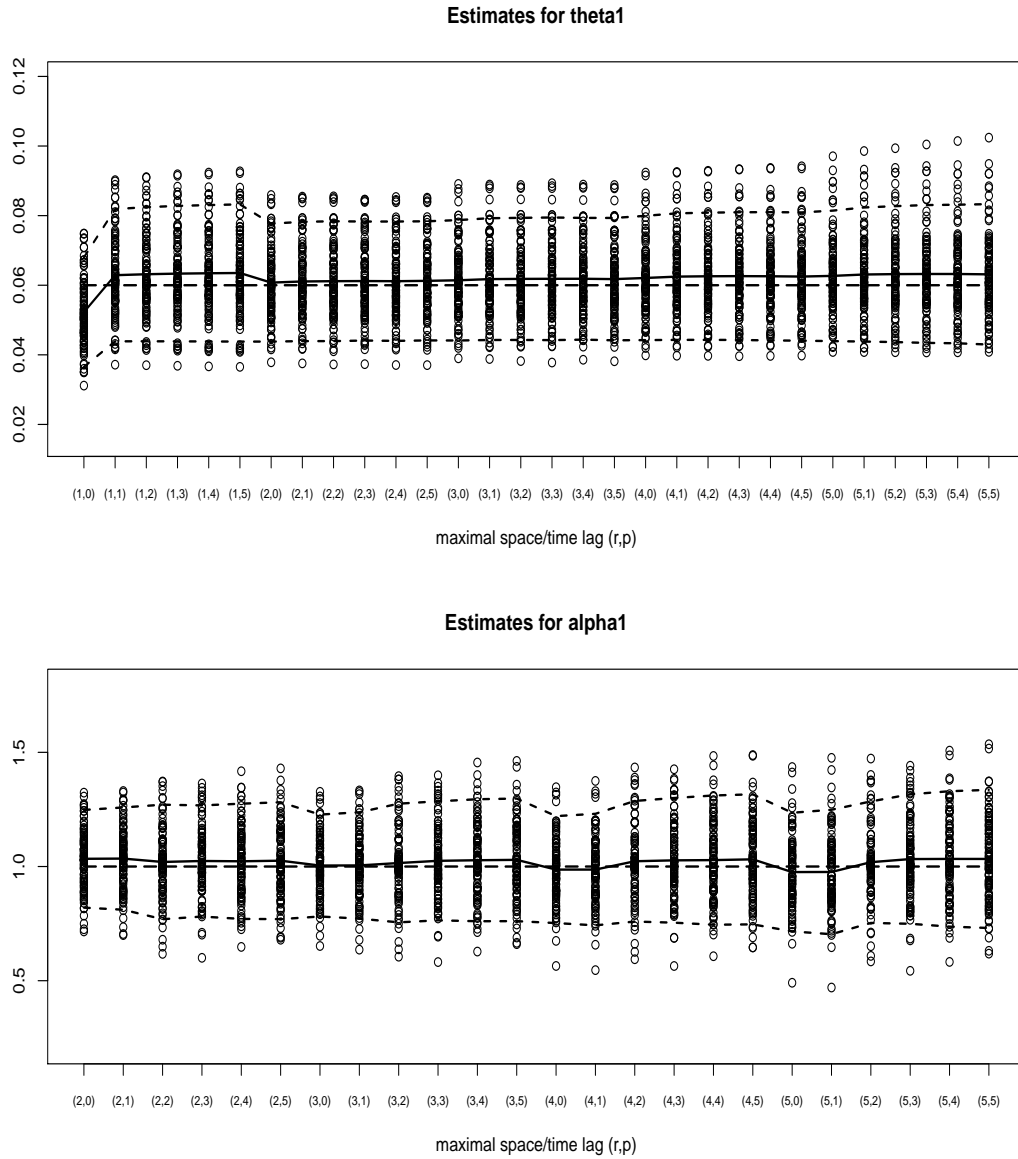 Estimates for theta1
0.12
0.10
0.08
0.06
0.04
0.02
(1,0) (1,1) (1,2) (1,3) (1,4) (1,5) (2,0) (2,1) (2,2) (2,3) (2,4) (2,5) (3,0) (3,1) (3,2) (3,3) (3,4) (3,5) (4,0) (4,1) (4,2) (4,3) (4,4) (4,5) (5,0) (5,1) (5,2) (5,3) (5,4) (5,5)
maximal space/time lag (r,p)
Estimates for alpha1
1.5
1.0
0.5
(2,0) (2,1) (2,2) (2,3) (2,4) (2,5) (3,0) (3,1) (3,2) (3,3) (3,4) (3,5) (4,0) (4,1) (4,2) (4,3) (4,4) (4,5) (5,0) (5,1) (5,2) (5,3) (5,4) (5,5)
maximal space/time lag (r,p)